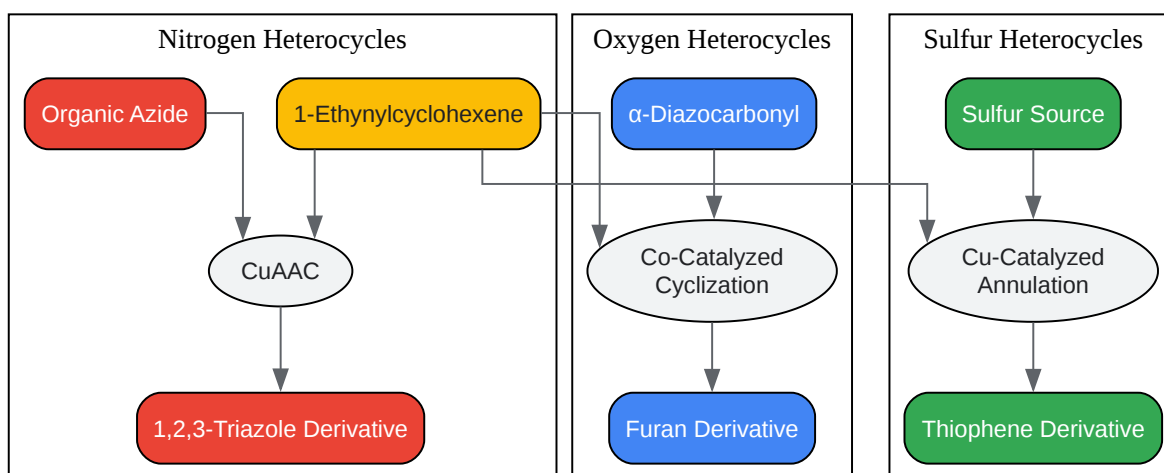 Nitrogen Heterocycles
Oxygen Heterocycles
Sulfur Heterocycles
Organic Azide
1-Ethynylcyclohexene
α-Diazocarbonyl
Sulfur Source
CuAAC
Co-Catalyzed
Cyclization
Cu-Catalyzed
Annulation
1,2,3-Triazole Derivative
Furan Derivative
Thiophene Derivative